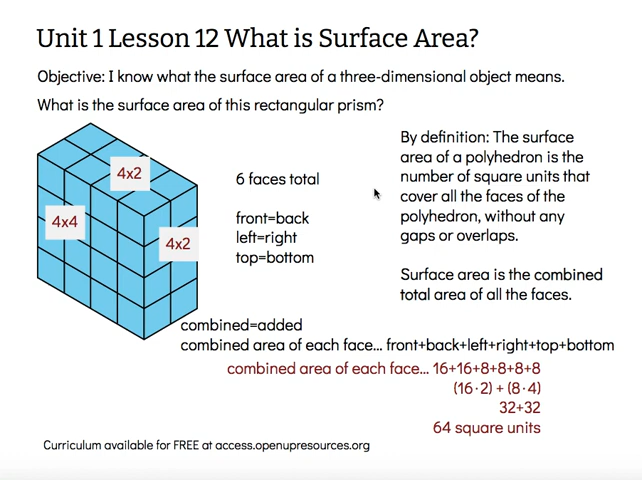 Unit 1 Lesson 12 What is Surface Area?
Objective: I know what the surface area of a three-dimensional object means.
What is the surface area of this rectangular prism?
4x2
4x4
4x2
6 faces total
front=back
left=right
top=bottom
By definition: The surface
area of a polyhedron is the
number of square units that
cover all the faces of the
polyhedron, without any
gaps or overlaps.
Surface area is the combined
total area of all the faces.
combined=added
combined area of each face... front+back+left+right+top+bottom
combined area of each face... 16+16+8+8+8+8
(16·2) + (8·4)
32+32
64 square units
Curriculum available for FREE at access.openupresources.org